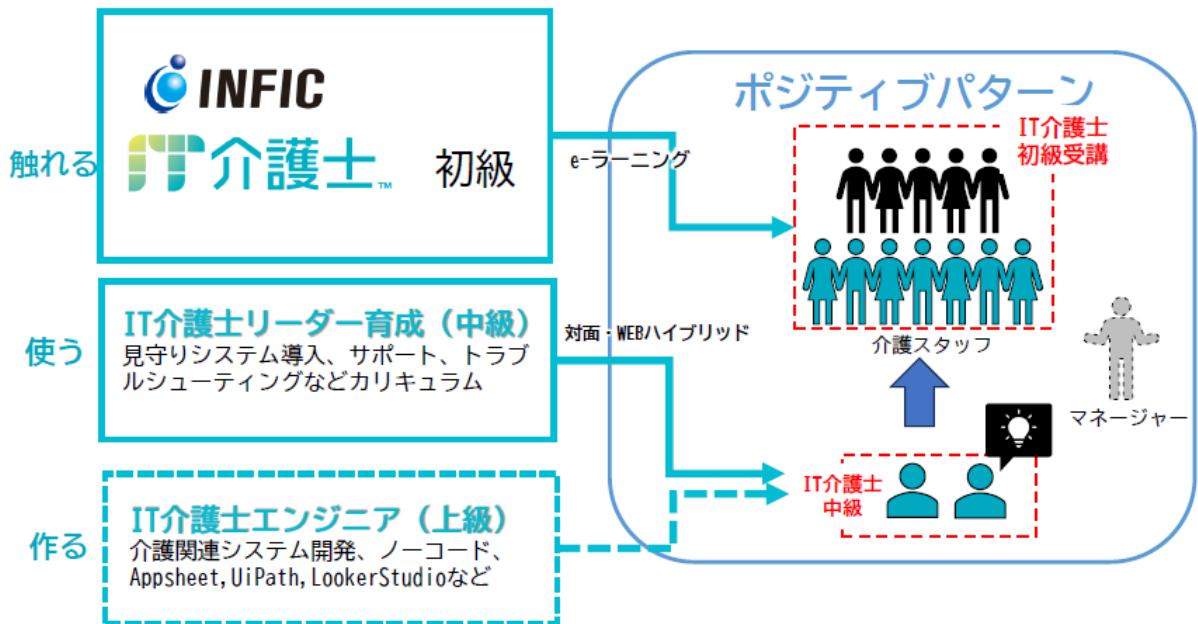 触れる
INFIC
IT介護士™ 初級
使う
IT介護士リーダー育成（中級）
見守りシステム導入、サポート、トラブ
ルシューティングなどカリキュラム
作る
IT介護士エンジニア（上級）
介護関連システム開発、ノーコード、
Appsheet,UiPath,LookerStudioなど
e-ラーニング
対面・WEBハイブリッド
ポジティブパターン
IT介護士
初級受講
介護スタッフ
マネージャー
IT介護士
中級